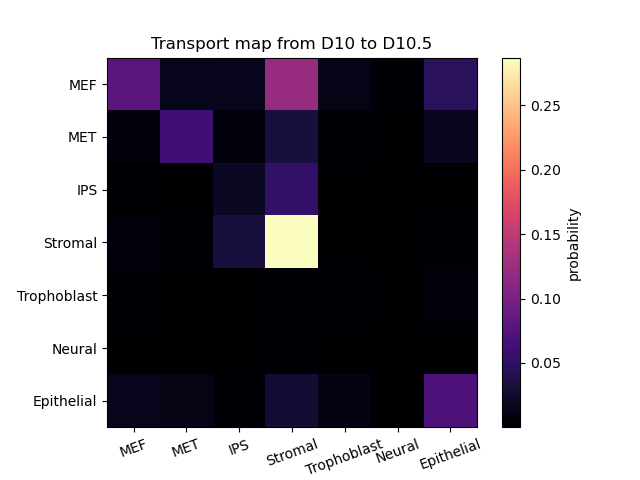 Transport map from D10 to D10.5
MEF
MET
IPS
Stromal
Trophoblast
Neural
Epithelial
MEF MET IPS Stromal Trophoblast Neural Epithelial
0.25
0.20
0.15
0.10
0.05
probability